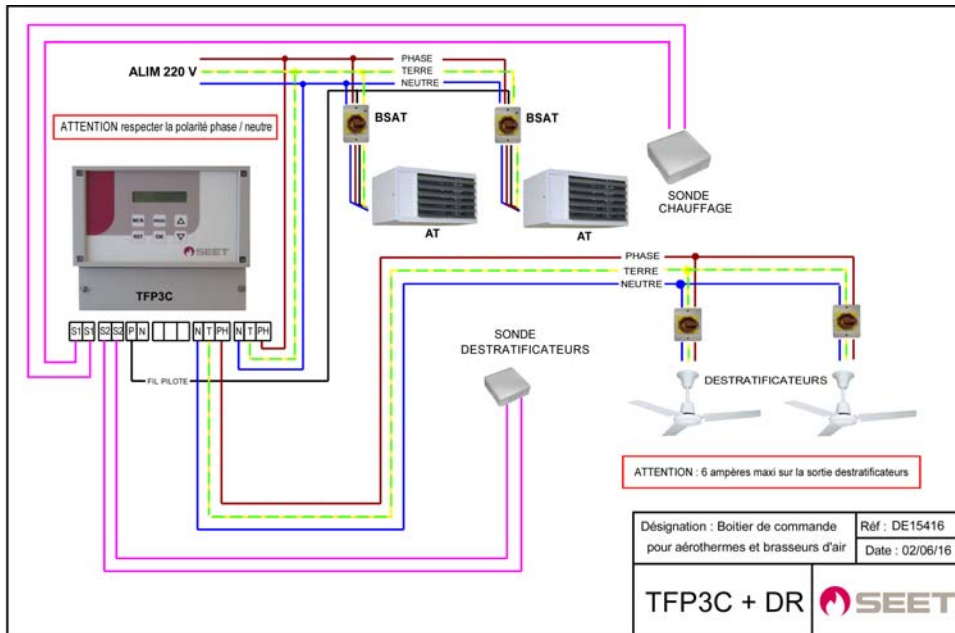 ALIM 220 V
PHASE
TERRE
NEUTRE
ATTENTION respecter la polarité phase / neutre
BSAT
BSAT
AT
AT
SONDE
CHAUFFAGE
SEET
TFP3C
S1 S1 S2 S2 P N N T PH N T PH
FIL PILOTE
PHASE
TERRE
NEUTRE
SONDE
DESTRATIFICATEURS
DESTRATIFICATEURS
ATTENTION : 6 ampères maxi sur la sortie destratificateurs
Désignation : Boitier de commande
pour aérothermes et brasseurs d'air
Réf : DE15416
Date : 02/06/16
TFP3C + DR
SEET